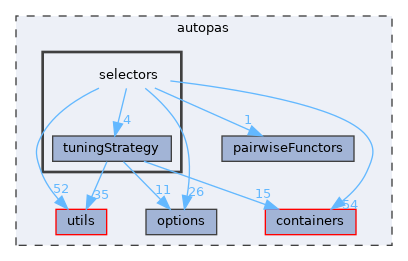 autopas
selectors
4
1
tuningStrategy
pairwiseFunctors
52
35
11
26
15
54
utils
options
containers